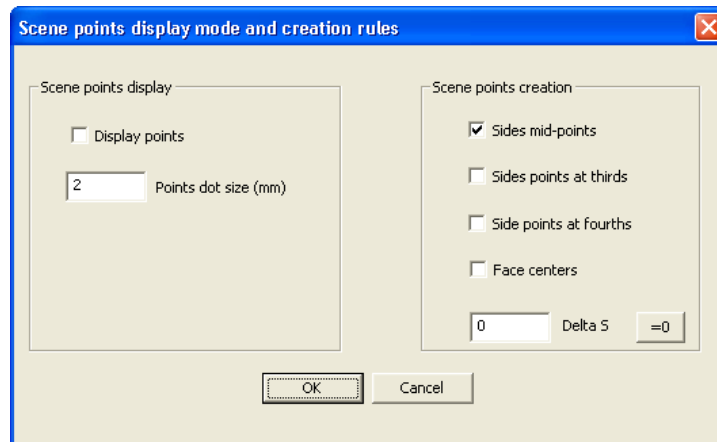 Scene points display mode and creation rules
Scene points display
Display points
2 Points dot size (mm)
Scene points creation
Sides mid-points
Sides points at thirds
Side points at fourths
Face centers
0 Delta S =0
OK Cancel